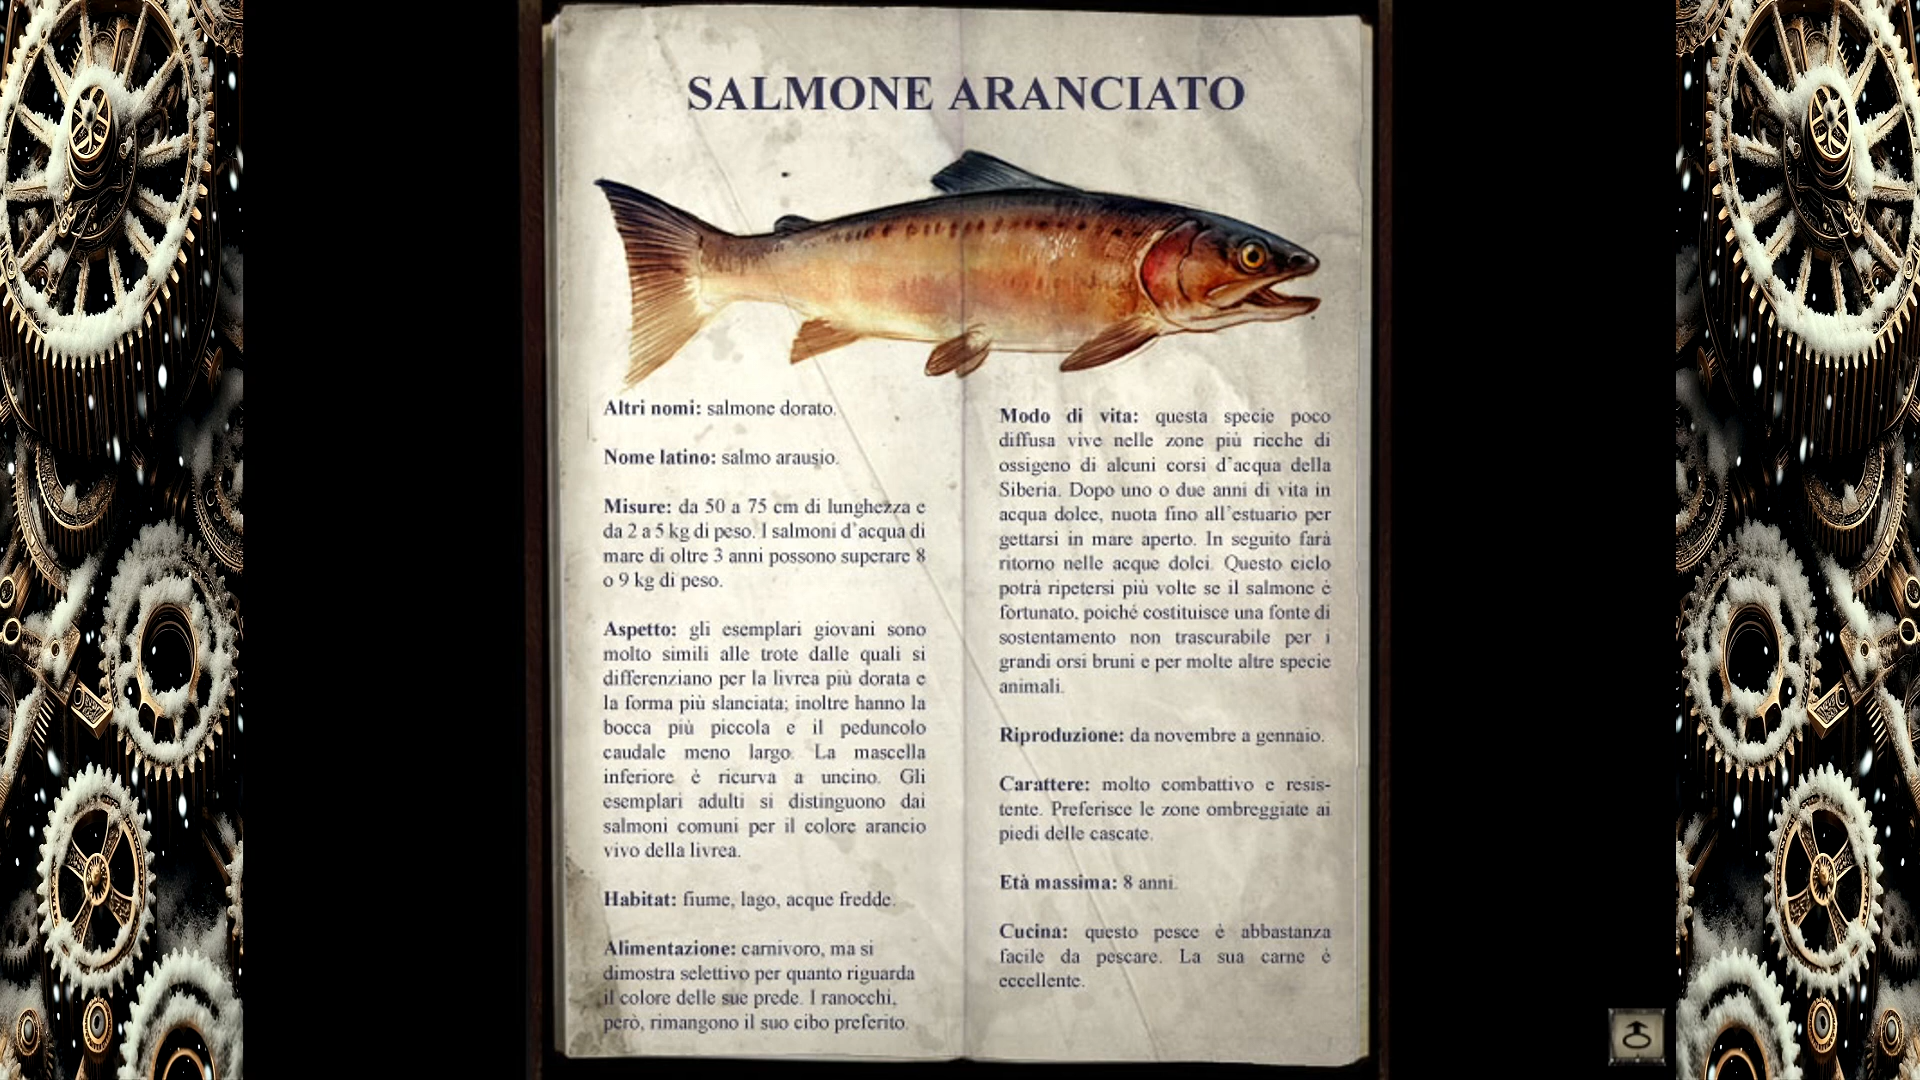 SALMONE ARANCIATO
Altri nomi: salmone dorato.
Nome latino: salmo arausio.
Misure: da 50 a 75 cm di lunghezza e
da 2 a 5 kg di peso. I salmoni d'acqua di
mare di oltre 3 anni possono superare 8
o 9 kg di peso.
Aspetto: gli esemplari giovani sono
molto simili alle trote dalle quali si
differenziano per la livrea più dorata e
la forma più slanciata; inoltre hanno la
bocca più piccola e il peduncolo
caudale meno largo. La mascella
inferiore è ricurva a uncino. Gli
esemplari adulti si distinguono dai
salmoni comuni per il colore arancio
vivo della livrea.
Habitat: fiume, lago, acque fredde.
Alimentazione: carnivoro, ma si
dimostra selettivo per quanto riguarda
il colore delle sue prede. I ranocchi,
però, rimangono il suo cibo preferito.
Modo di vita: questa specie poco
diffusa vive nelle zone più ricche di
ossigeno di alcuni corsi d'acqua della
Siberia. Dopo uno o due anni di vita in
acqua dolce, nuota fino all'estuario per
gettarsi in mare aperto. In seguito farà
ritorno nelle acque dolci. Questo ciclo
potrà ripetersi più volte se il salmone è
fortunato, poiché costituisce una fonte di
sostentamento non trascurabile per i
grandi orsi bruni e per molte altre specie
animali.
Riproduzione: da novembre a gennaio.
Carattere: molto combattivo e resis-
tente. Preferisce le zone ombreggiate ai
piedi delle cascate.
Età massima: 8 anni.
Cucina: questo pesce è abbastanza
facile da pescare. La sua carne è
eccellente.